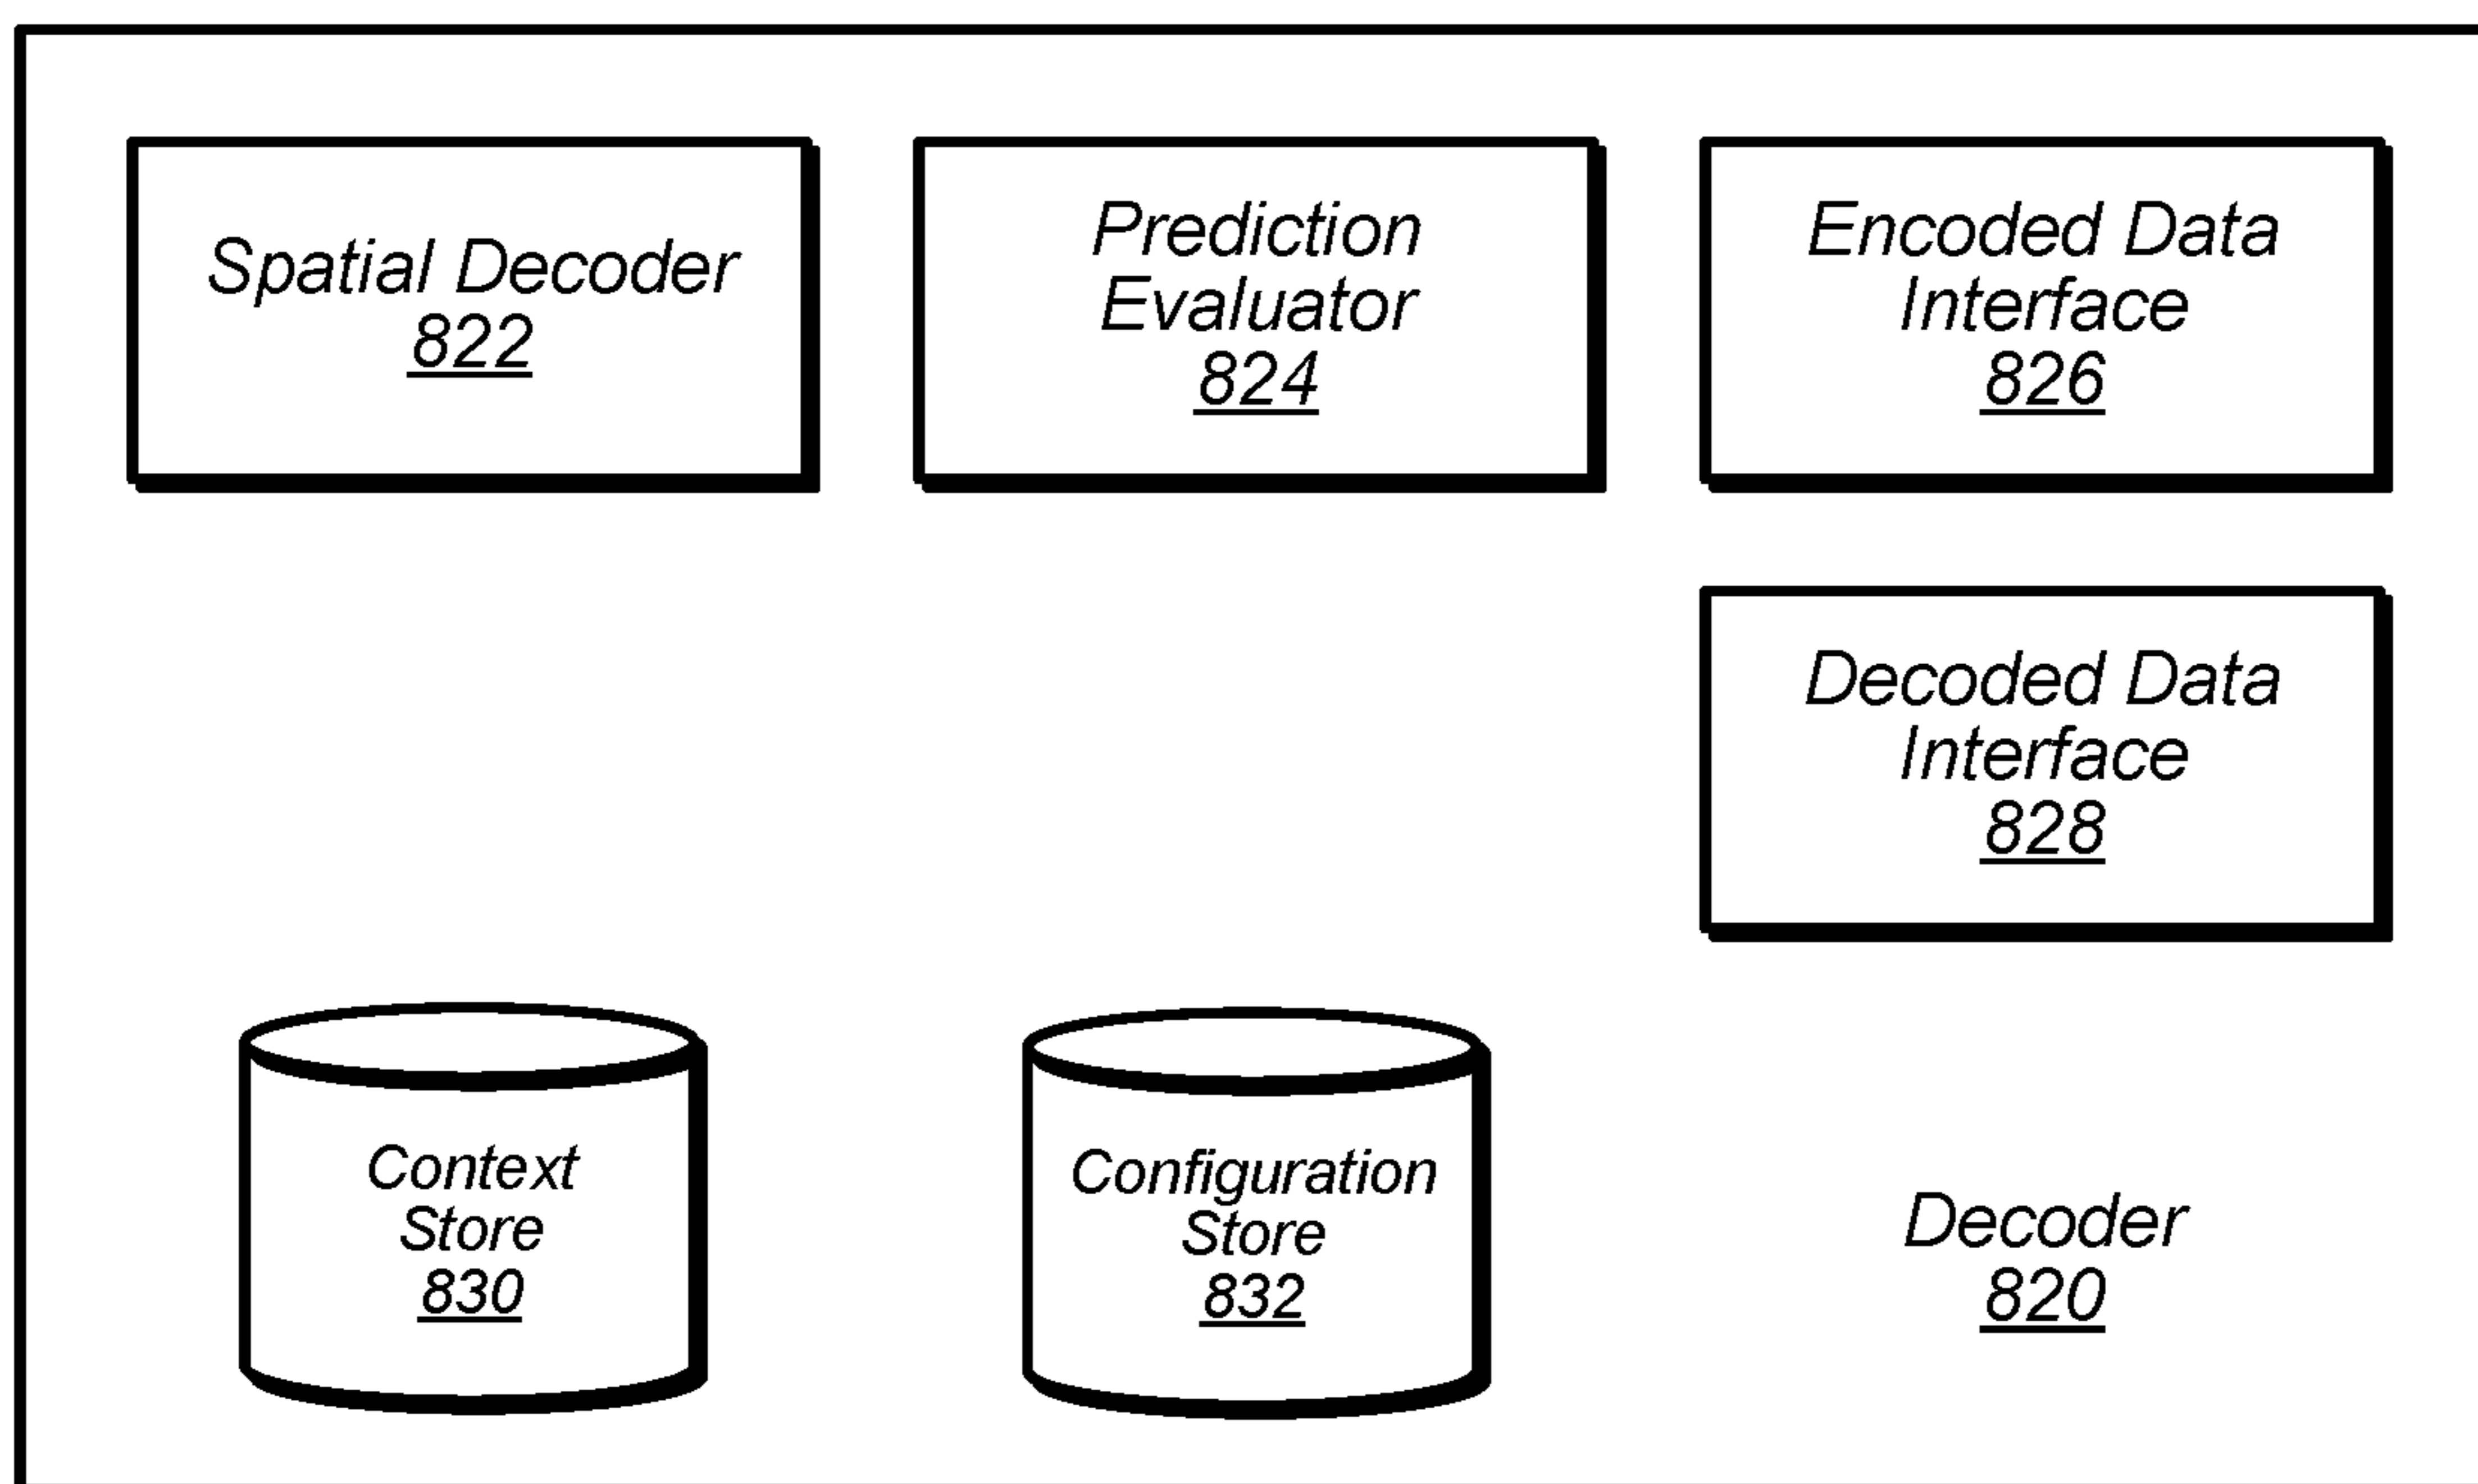 Spatial Decoder
822
Prediction
Evaluator
824
Encoded Data
Interface
826
Decoded Data
Interface
828
Context
Store
830
Configuration
Store
832
Decoder
820